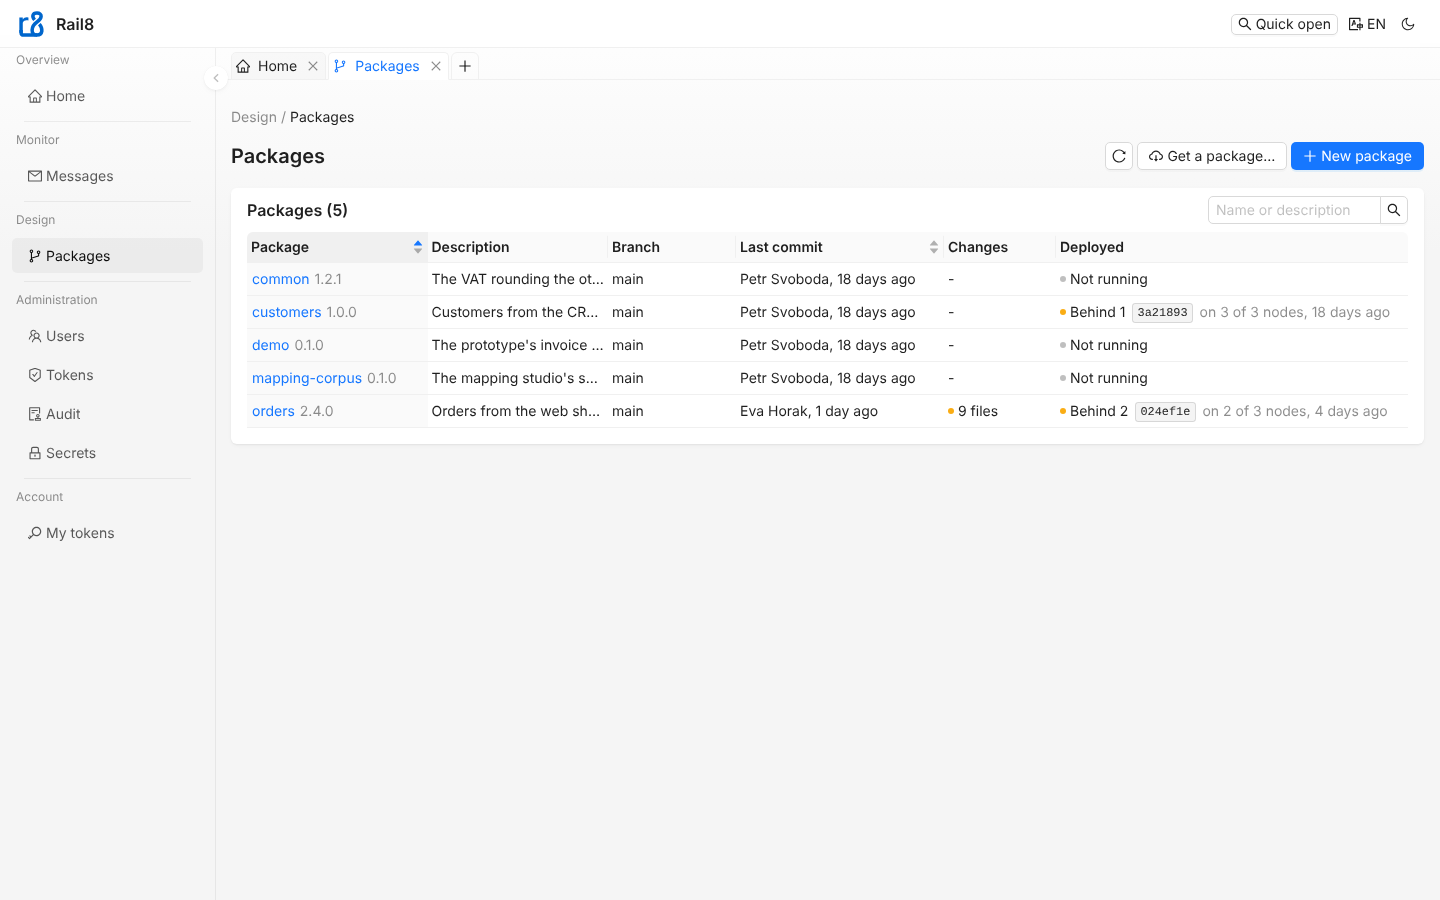 Rail8
Quick open
EN
Overview
Home
Monitor
Messages
Design
Packages
Administration
Users
Tokens
Audit
Secrets
Account
My tokens
Home
Packages
Design / Packages
Packages
Get a package...
New package
Packages (5)
Name or description
Package Description Branch Last commit Changes Deployed
common 1.2.1 The VAT rounding the ot... main Petr Svoboda, 18 days ago - Not running
customers 1.0.0 Customers from the CR... main Petr Svoboda, 18 days ago - Behind 1 3a21893 on 3 of 3 nodes, 18 days ago
demo 0.1.0 The prototype's invoice ... main Petr Svoboda, 18 days ago - Not running
mapping-corpus 0.1.0 The mapping studio's s... main Petr Svoboda, 18 days ago - Not running
orders 2.4.0 Orders from the web sh... main Eva Horak, 1 day ago 9 files Behind 2 024ef1e on 2 of 3 nodes, 4 days ago